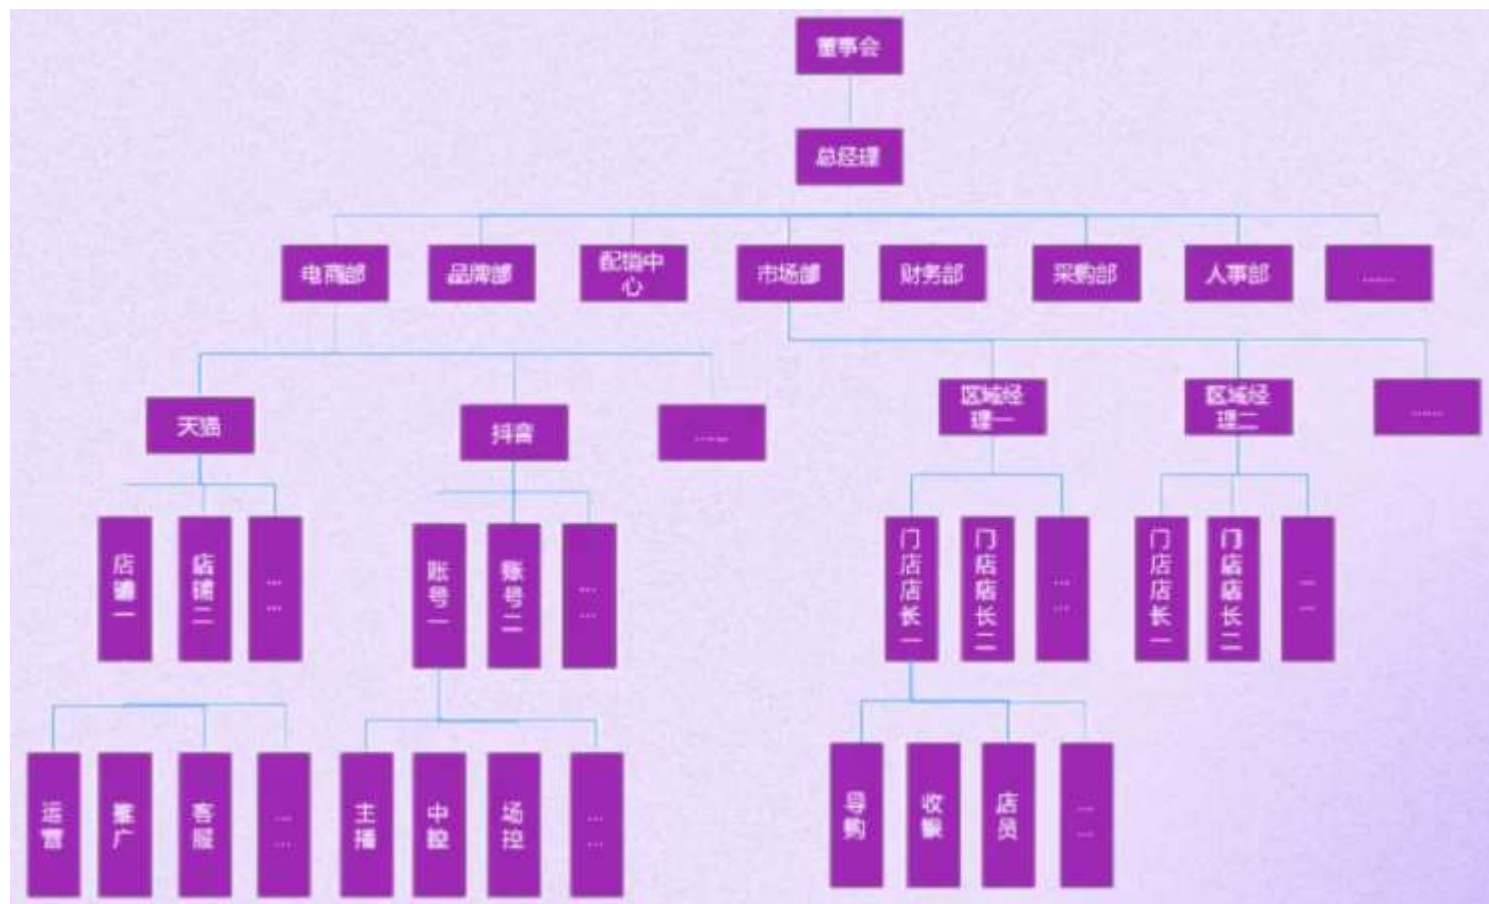 董事会
总经理
电商部
品牌部
配销中
心
市场部
财务部
采购部
人事部
......
天猫
抖音
......
区域经
理一
区域经
理二
......
店铺一
店铺二
......
账号一
账号二
......
门店店长一
门店店长二
......
门店店长一
门店店长二
......
运营
推广
客服
......
主播
中控
场控
......
导购
收银
店员
......